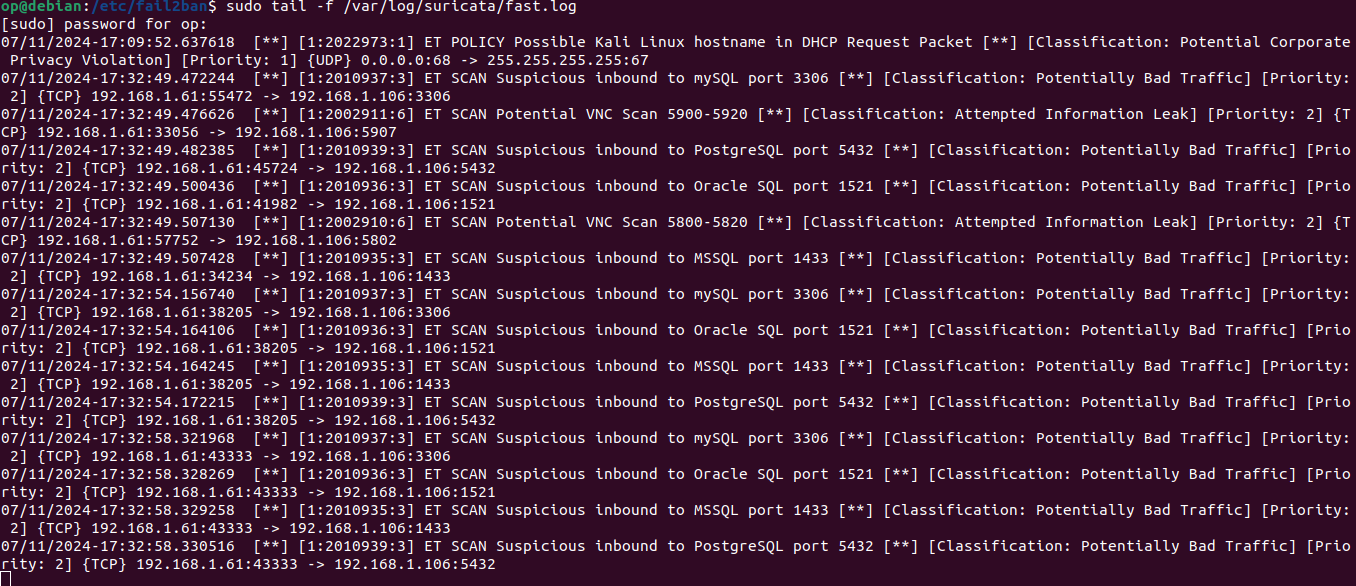 op@debian:/etc/fail2ban$ sudo tail -f /var/log/suricata/fast.log
[sudo] password for op:
07/11/2024-17:09:52.637618  [**] [1:2022973:1] ET POLICY Possible Kali Linux hostname in DHCP Request Packet [**] [Classification: Potential Corporate
 Privacy Violation] [Priority: 1] {UDP} 0.0.0.0:68 -> 255.255.255.255:67
07/11/2024-17:32:49.472244  [**] [1:2010937:3] ET SCAN Suspicious inbound to mySQL port 3306 [**] [Classification: Potentially Bad Traffic] [Priority:
 2] {TCP} 192.168.1.61:55472 -> 192.168.1.106:3306
07/11/2024-17:32:49.476626  [**] [1:2002911:6] ET SCAN Potential VNC Scan 5900-5920 [**] [Classification: Attempted Information Leak] [Priority: 2] {T
CP} 192.168.1.61:33056 -> 192.168.1.106:5907
07/11/2024-17:32:49.482385  [**] [1:2010939:3] ET SCAN Suspicious inbound to PostgreSQL port 5432 [**] [Classification: Potentially Bad Traffic] [Prio
rity: 2] {TCP} 192.168.1.61:45724 -> 192.168.1.106:5432
07/11/2024-17:32:49.500436  [**] [1:2010936:3] ET SCAN Suspicious inbound to Oracle SQL port 1521 [**] [Classification: Potentially Bad Traffic] [Prio
rity: 2] {TCP} 192.168.1.61:41982 -> 192.168.1.106:1521
07/11/2024-17:32:49.507130  [**] [1:2002910:6] ET SCAN Potential VNC Scan 5800-5820 [**] [Classification: Attempted Information Leak] [Priority: 2] {T
CP} 192.168.1.61:57752 -> 192.168.1.106:5802
07/11/2024-17:32:49.507428  [**] [1:2010935:3] ET SCAN Suspicious inbound to MSSQL port 1433 [**] [Classification: Potentially Bad Traffic] [Priority:
 2] {TCP} 192.168.1.61:34234 -> 192.168.1.106:1433
07/11/2024-17:32:54.156740  [**] [1:2010937:3] ET SCAN Suspicious inbound to mySQL port 3306 [**] [Classification: Potentially Bad Traffic] [Priority:
 2] {TCP} 192.168.1.61:38205 -> 192.168.1.106:3306
07/11/2024-17:32:54.164106  [**] [1:2010936:3] ET SCAN Suspicious inbound to Oracle SQL port 1521 [**] [Classification: Potentially Bad Traffic] [Prio
rity: 2] {TCP} 192.168.1.61:38205 -> 192.168.1.106:1521
07/11/2024-17:32:54.164245  [**] [1:2010935:3] ET SCAN Suspicious inbound to MSSQL port 1433 [**] [Classification: Potentially Bad Traffic] [Priority:
 2] {TCP} 192.168.1.61:38205 -> 192.168.1.106:1433
07/11/2024-17:32:54.172215  [**] [1:2010939:3] ET SCAN Suspicious inbound to PostgreSQL port 5432 [**] [Classification: Potentially Bad Traffic] [Prio
rity: 2] {TCP} 192.168.1.61:38205 -> 192.168.1.106:5432
07/11/2024-17:32:58.321968  [**] [1:2010937:3] ET SCAN Suspicious inbound to mySQL port 3306 [**] [Classification: Potentially Bad Traffic] [Priority:
 2] {TCP} 192.168.1.61:43333 -> 192.168.1.106:3306
07/11/2024-17:32:58.328269  [**] [1:2010936:3] ET SCAN Suspicious inbound to Oracle SQL port 1521 [**] [Classification: Potentially Bad Traffic] [Prio
rity: 2] {TCP} 192.168.1.61:43333 -> 192.168.1.106:1521
07/11/2024-17:32:58.329258  [**] [1:2010935:3] ET SCAN Suspicious inbound to MSSQL port 1433 [**] [Classification: Potentially Bad Traffic] [Priority:
 2] {TCP} 192.168.1.61:43333 -> 192.168.1.106:1433
07/11/2024-17:32:58.330516  [**] [1:2010939:3] ET SCAN Suspicious inbound to PostgreSQL port 5432 [**] [Classification: Potentially Bad Traffic] [Prio
rity: 2] {TCP} 192.168.1.61:43333 -> 192.168.1.106:5432